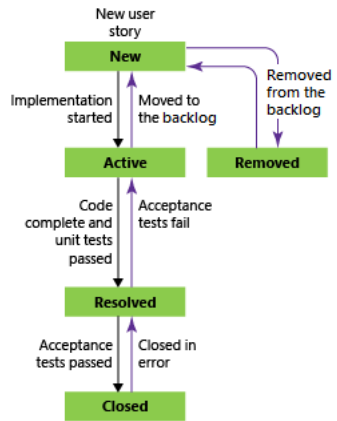 New user
story
New
Removed
from the
backlog
Implementation
started
Moved to
the backlog
Active
Removed
Code
complete and
unit tests
passed
Acceptance
tests fail
Resolved
Acceptance
tests passed
Closed in
error
Closed